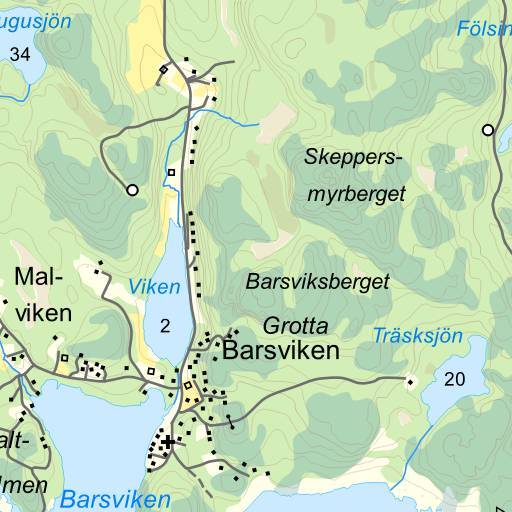 ugusjön
34
Fölsin
Skeppers-
myrberget
Mal-
viken
Viken
Barsviksberget
2
Grotta
Barsviken
Träsksjön
20
alt-
lmen
Barsviken